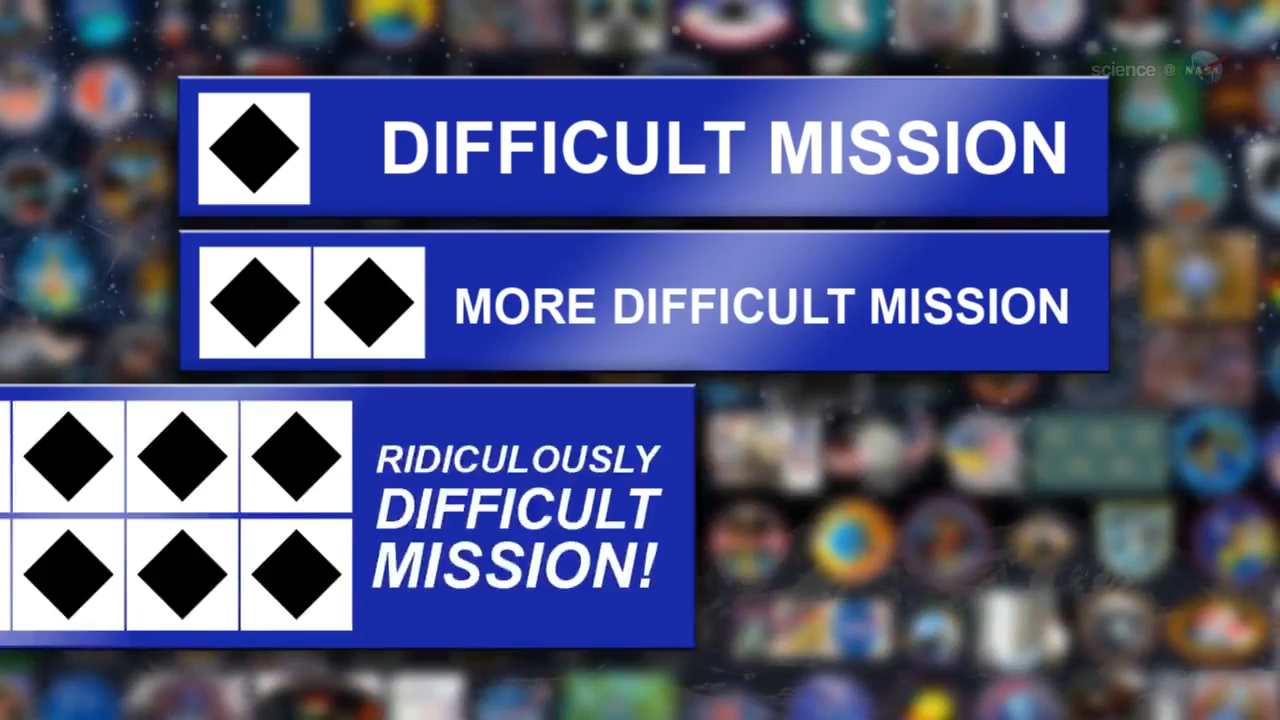 science @ NASA
DIFFICULT MISSION
MORE DIFFICULT MISSION
RIDICULOUSLY
DIFFICULT
MISSION!